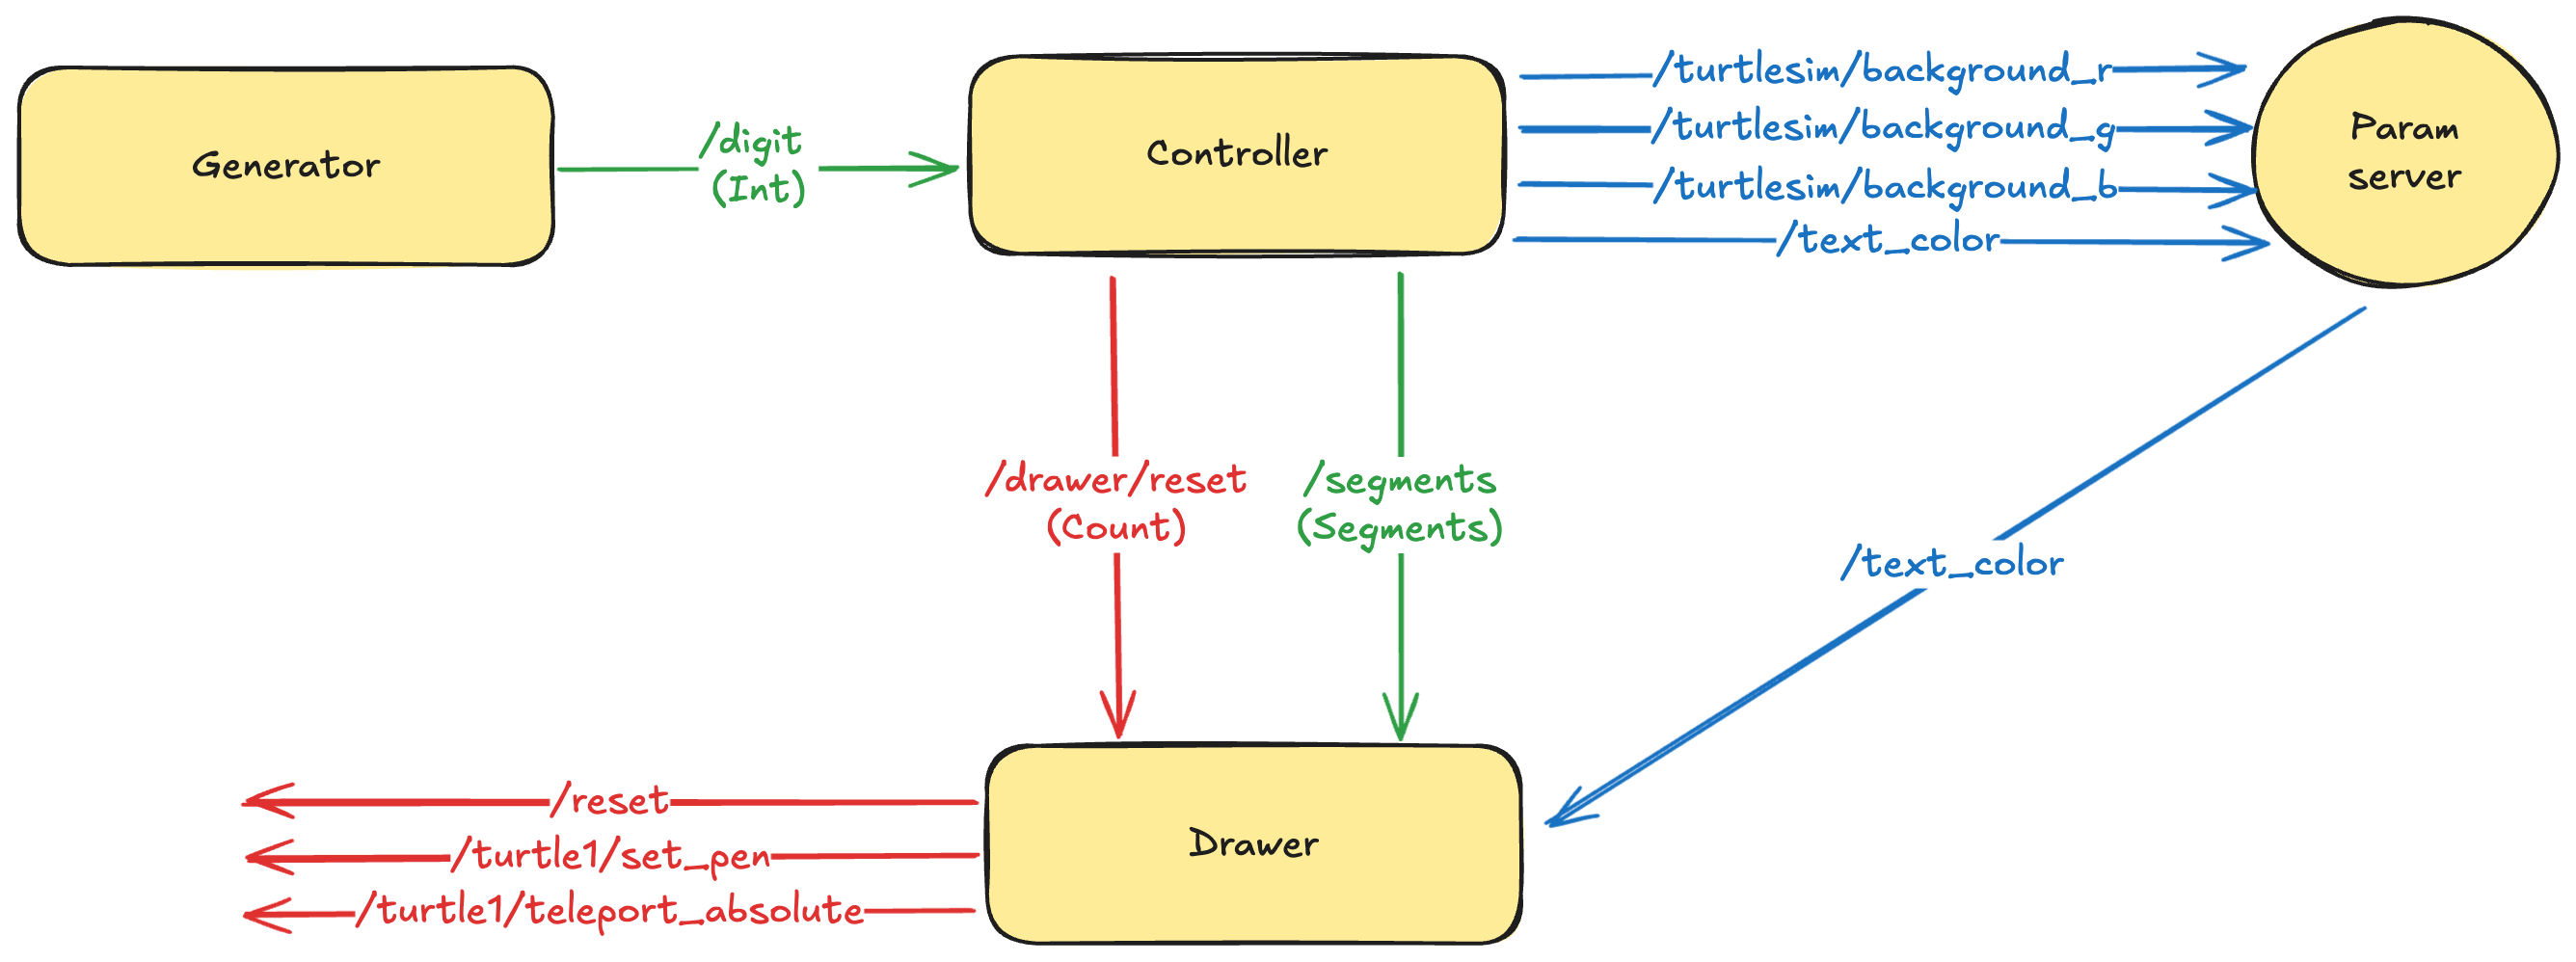 Generator
/digit
(Int)
Controller
/turtlesim/background_r
/turtlesim/background_g
/turtlesim/background_b
/text_color
Param
server
/drawer/reset
(Count)
/segments
(Segments)
/text_color
/reset
/turtle1/set_pen
/turtle1/teleport_absolute
Drawer